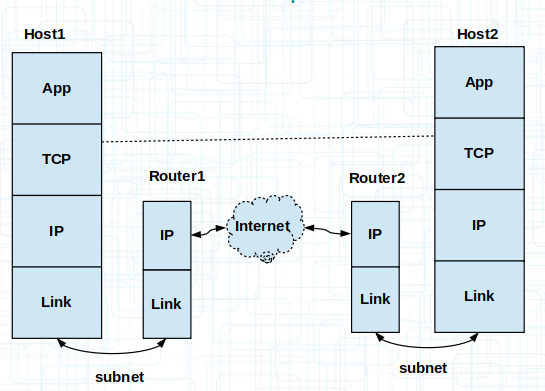 Host1
Host2
App
TCP
IP
Link
Router1
IP
Link
Internet
Router2
IP
Link
App
TCP
IP
Link
subnet
subnet